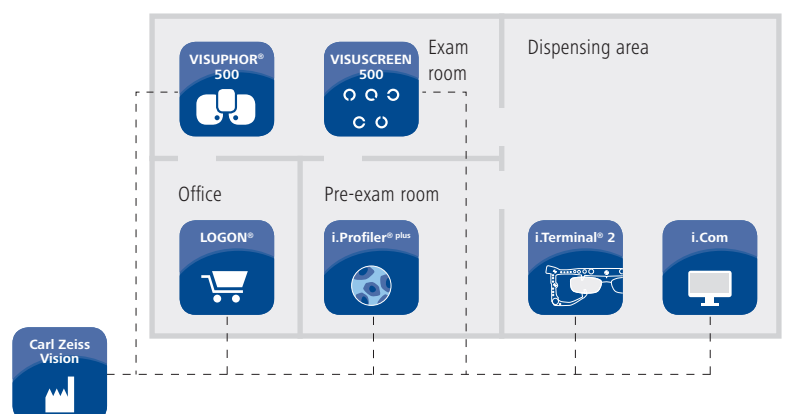 VISUPHOR®
500
VISUSCREEN
500
Exam
room
Dispensing area
Office
Pre-exam room
LOGON®
i.Profiler® plus
i.Terminal® 2
i.Com
Carl Zeiss
Vision